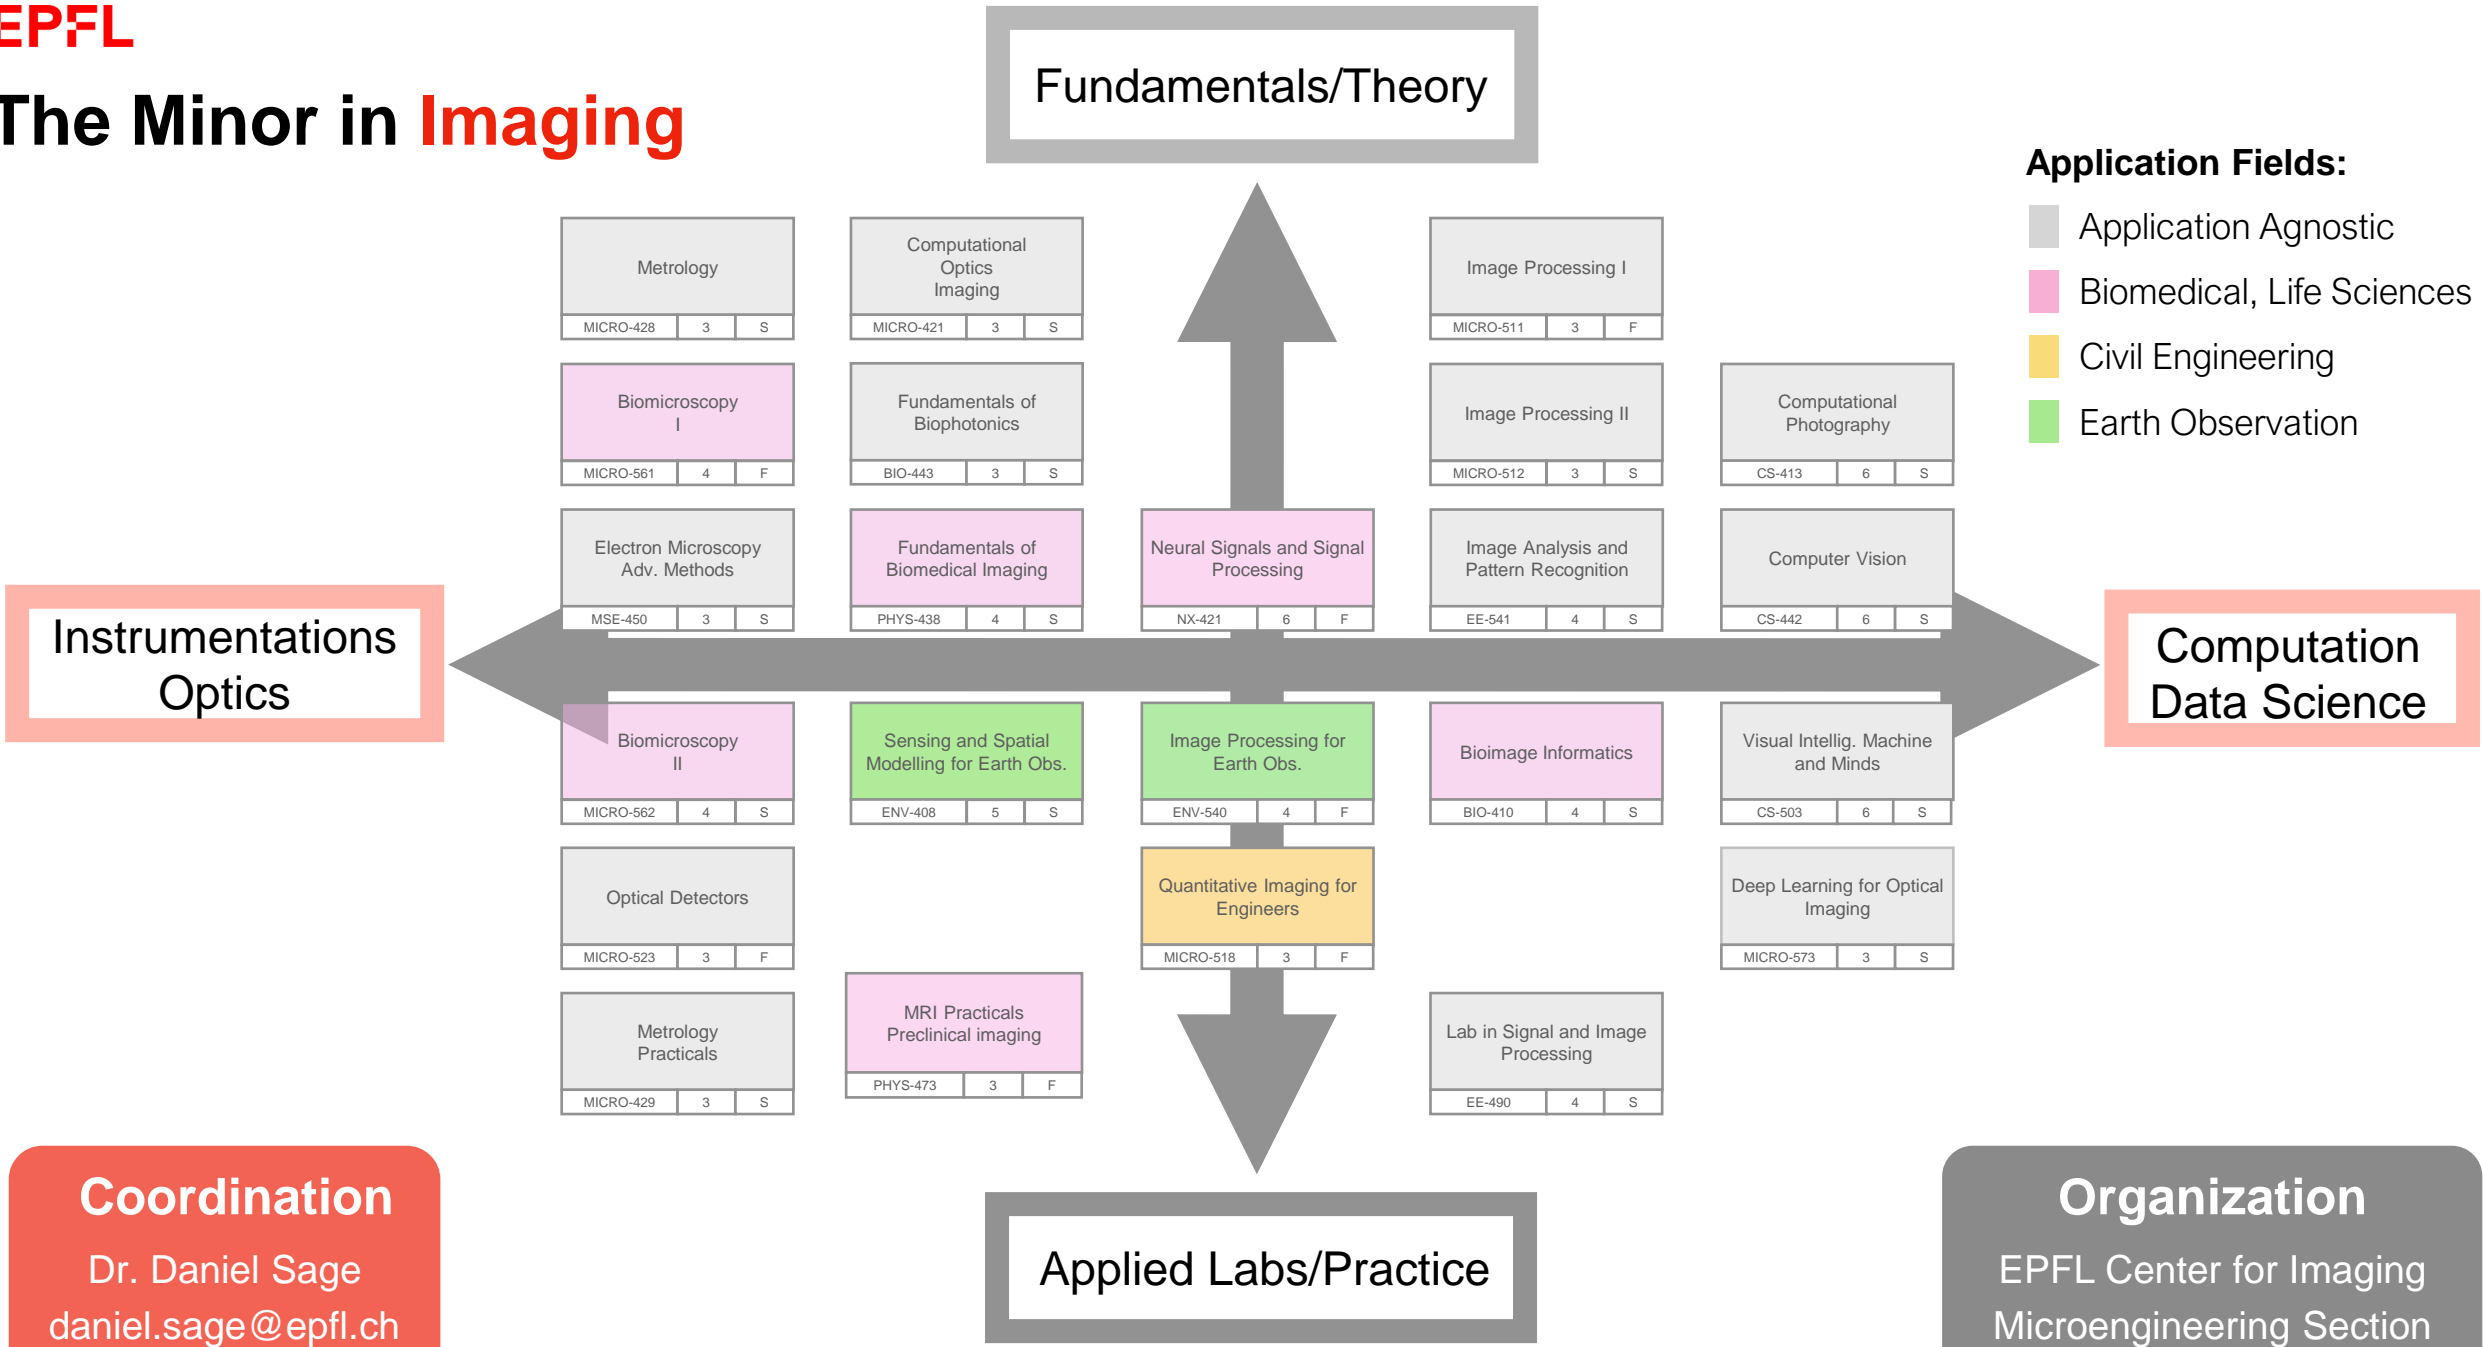 EPFL
The Minor in Imaging
Fundamentals/Theory
Application Fields:
Application Agnostic
Biomedical, Life Sciences
Civil Engineering
Earth Observation
Metrology
MICRO-428 3 S
Computational
Optics
Imaging
MICRO-421 3 S
Image Processing I
MICRO-511 3 F
Biomicroscopy
I
MICRO-561 4 F
Fundamentals of
Biophotonics
BIO-443 3 S
Image Processing II
MICRO-512 3 S
Computational
Photography
CS-413 6 S
Electron Microscopy
Adv. Methods
MSE-450 3 S
Fundamentals of
Biomedical Imaging
PHYS-438 4 S
Neural Signals and Signal
Processing
NX-421 6 F
Image Analysis and
Pattern Recognition
EE-541 4 S
Computer Vision
CS-442 6 S
Instrumentations
Optics
Computation
Data Science
Biomicroscopy
II
MICRO-562 4 S
Sensing and Spatial
Modelling for Earth Obs.
ENV-408 5 S
Image Processing for
Earth Obs.
ENV-540 4 F
Bioimage Informatics
BIO-410 4 S
Visual Intellig. Machine
and Minds
CS-503 6 S
Optical Detectors
MICRO-523 3 F
Quantitative Imaging for
Engineers
MICRO-518 3 F
Deep Learning for Optical
Imaging
MICRO-573 3 S
Metrology
Practicals
MICRO-429 3 S
MRI Practicals
Preclinical imaging
PHYS-473 3 F
Lab in Signal and Image
Processing
EE-490 4 S
Coordination
Dr. Daniel Sage
daniel.sage@epfl.ch
Applied Labs/Practice
Organization
EPFL Center for Imaging
Microengineering Section